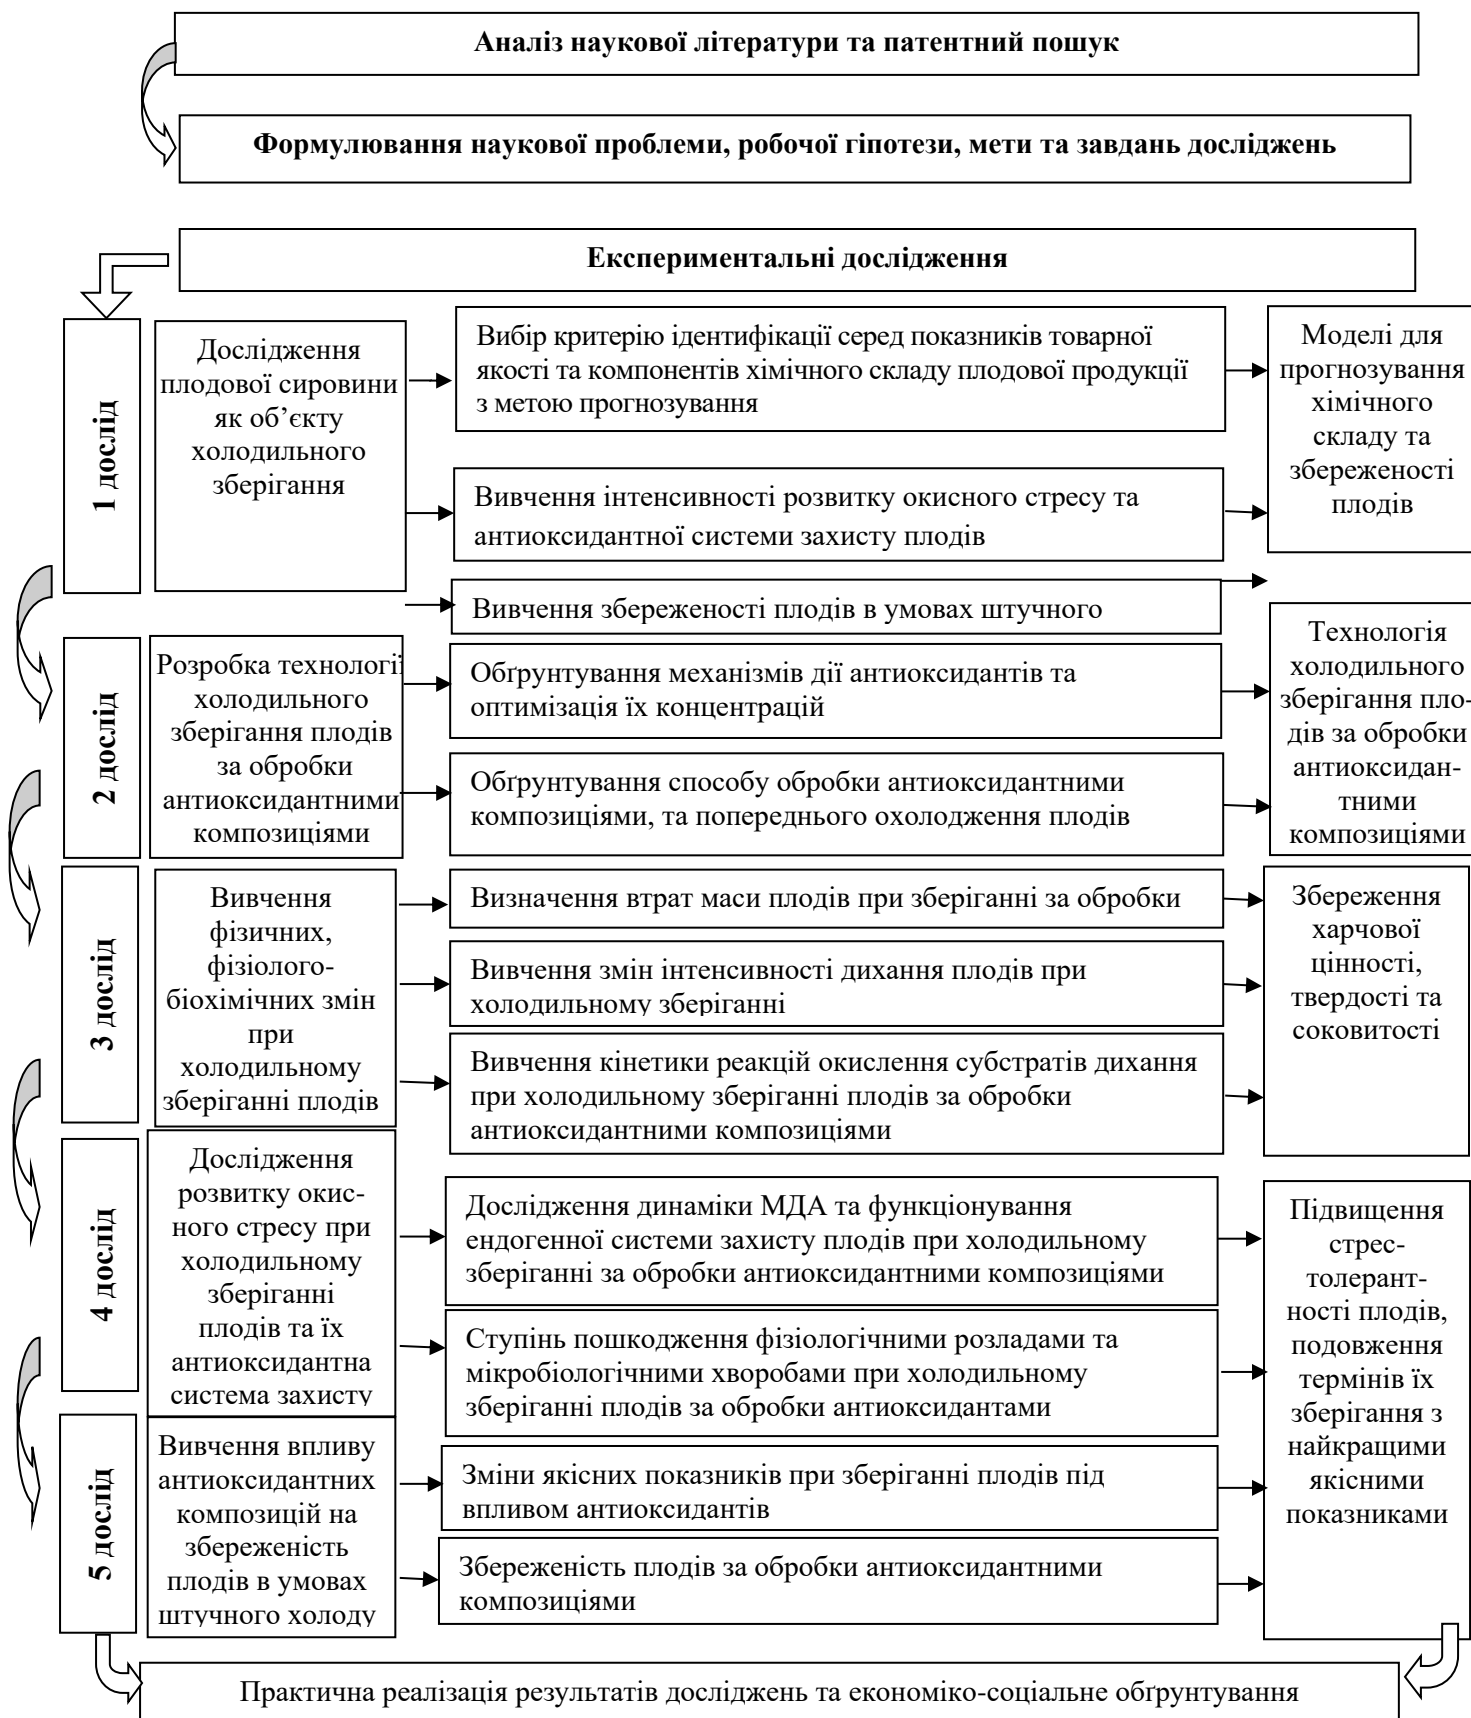 Аналіз наукової літератури та патентний пошук
Формулювання наукової проблеми, робочої гіпотези, мети та завдань досліджень
Експериментальні дослідження
1 дослід
Дослідження
плодової сировини
як об’єкту
холодильного
зберігання
Вибір критерію ідентифікації серед показників товарної
якості та компонентів хімічного складу плодової продукції
з метою прогнозування
Вивчення інтенсивності розвитку окисного стресу та
антиоксидантної системи захисту плодів
Вивчення збереженості плодів в умовах штучного
Моделі для
прогнозування
хімічного
складу та
збереженості
плодів
2 дослід
Розробка технології
холодильного
зберігання плодів
за обробки
антиоксидантними
композиціями
Обґрунтування механізмів дії антиоксидантів та
оптимізація їх концентрацій
Обґрунтування способу обробки антиоксидантними
композиціями, та попереднього охолодження плодів
Технологія
холодильного
зберігання пло-
дів за обробки
антиоксидан-
тними
композиціями
3 дослід
Вивчення
фізичних,
фізіолого-
біохімічних змін
при
холодильному
зберіганні плодів
Визначення втрат маси плодів при зберіганні за обробки
Вивчення змін інтенсивності дихання плодів при
холодильному зберіганні
Вивчення кінетики реакцій окислення субстратів дихання
при холодильному зберіганні плодів за обробки
антиоксидантними композиціями
Збереження
харчової
цінності,
твердості та
соковитості
4 дослід
Дослідження
розвитку окис-
ного стресу при
холодильному
зберіганні
плодів та їх
антиоксидантна
система захисту
Дослідження динаміки МДА та функціонування
ендогенної системи захисту плодів при холодильному
зберіганні за обробки антиоксидантними композиціями
Ступінь пошкодження фізіологічними розладами та
мікробіологічними хворобами при холодильному
зберіганні плодів за обробки антиоксидантами
Підвищення
стрес-
толерант-
ності плодів,
подовження
термінів їх
зберігання з
найкращими
якісними
показниками
5 дослід
Вивчення впливу
антиоксидантних
композицій на
збереженість
плодів в умовах
штучного холоду
Зміни якісних показників при зберіганні плодів під
впливом антиоксидантів
Збереженість плодів за обробки антиоксидантними
композиціями
Практична реалізація результатів досліджень та економіко-соціальне обґрунтування